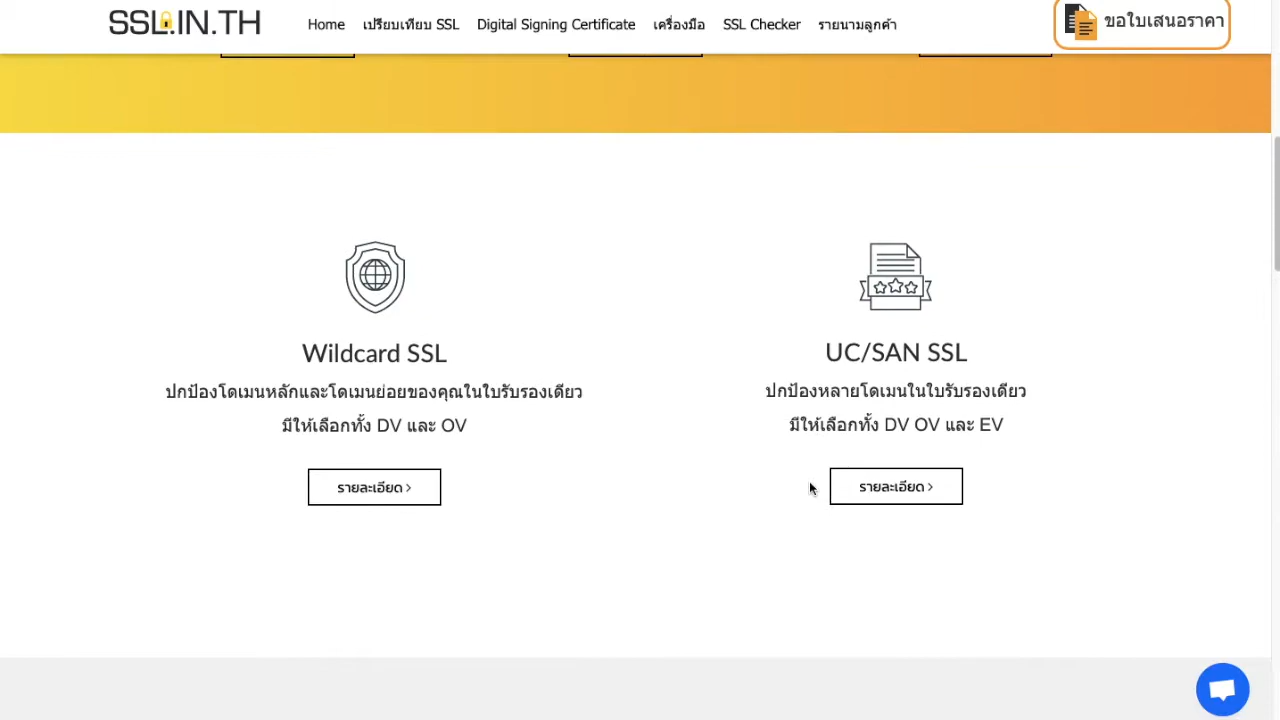 SSL.IN.TH
Home เปรียบเทียบ SSL Digital Signing Certificate เครื่องมือ SSL Checker รายนามลูกค้า
ขอใบเสนอราคา
Wildcard SSL
ปกป้องโดเมนหลักและโดเมนย่อยของคุณในใบรับรองเดียว
มีให้เลือกทั้ง DV และ OV
รายละเอียด >
UC/SAN SSL
ปกป้องหลายโดเมนในใบรับรองเดียว
มีให้เลือกทั้ง DV OV และ EV
รายละเอียด >